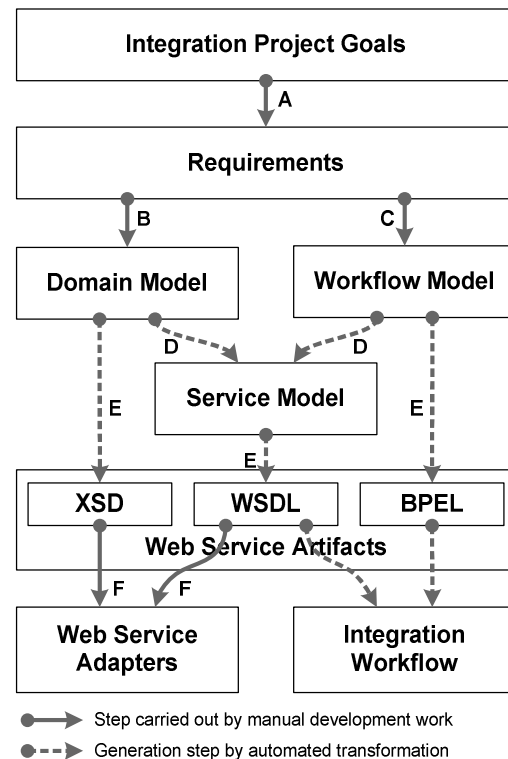 Integration Project Goals
A
Requirements
B
C
Domain Model
Workflow Model
D
D
Service Model
E
E
E
XSD
WSDL
BPEL
Web Service Artifacts
F
F
Web Service
Adapters
Integration
Workflow
Step carried out by manual development work
Generation step by automated transformation